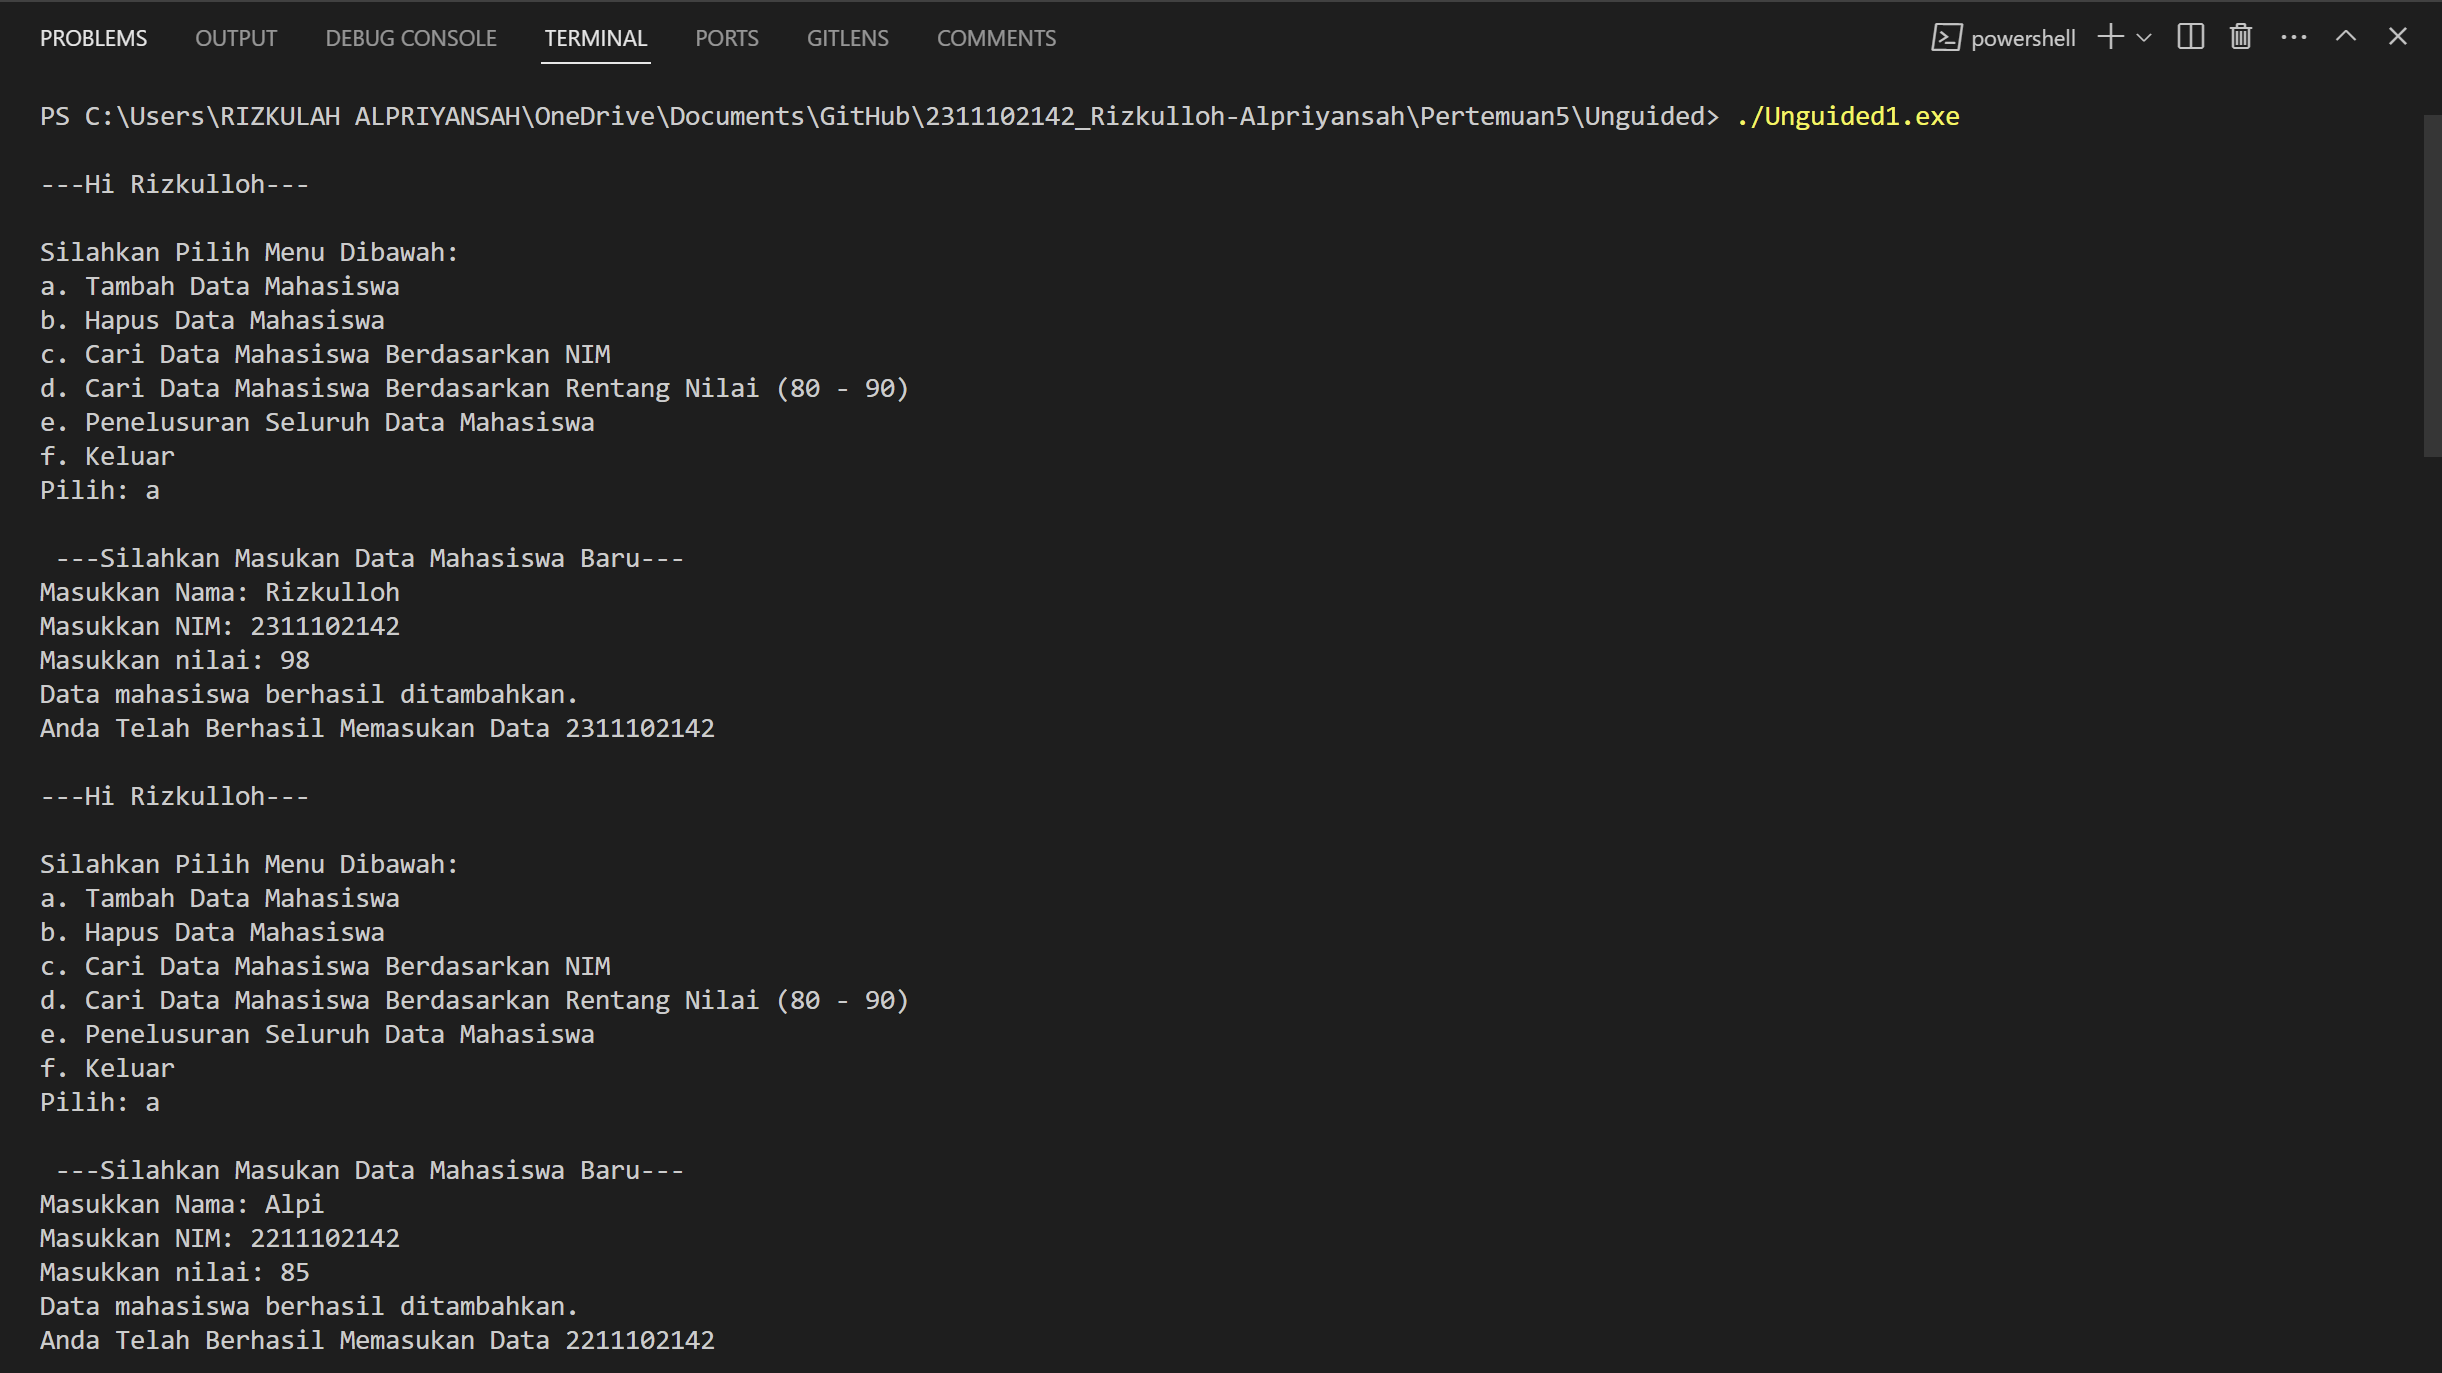 PROBLEMS OUTPUT DEBUG CONSOLE TERMINAL PORTS GITLENS COMMENTS powershell
PS C:\Users\RIZKULAH ALPRIYANSAH\OneDrive\Documents\GitHub\2311102142_Rizkulloh-Alpriyansah\Pertemuan5\Unguided> ./Unguided1.exe
---Hi Rizkulloh---
Silahkan Pilih Menu Dibawah:
a. Tambah Data Mahasiswa
b. Hapus Data Mahasiswa
c. Cari Data Mahasiswa Berdasarkan NIM
d. Cari Data Mahasiswa Berdasarkan Rentang Nilai (80 - 90)
e. Penelusuran Seluruh Data Mahasiswa
f. Keluar
Pilih: a
---Silahkan Masukan Data Mahasiswa Baru---
Masukkan Nama: Rizkulloh
Masukkan NIM: 2311102142
Masukkan nilai: 98
Data mahasiswa berhasil ditambahkan.
Anda Telah Berhasil Memasukan Data 2311102142
---Hi Rizkulloh---
Silahkan Pilih Menu Dibawah:
a. Tambah Data Mahasiswa
b. Hapus Data Mahasiswa
c. Cari Data Mahasiswa Berdasarkan NIM
d. Cari Data Mahasiswa Berdasarkan Rentang Nilai (80 - 90)
e. Penelusuran Seluruh Data Mahasiswa
f. Keluar
Pilih: a
---Silahkan Masukan Data Mahasiswa Baru---
Masukkan Nama: Alpi
Masukkan NIM: 2211102142
Masukkan nilai: 85
Data mahasiswa berhasil ditambahkan.
Anda Telah Berhasil Memasukan Data 2211102142